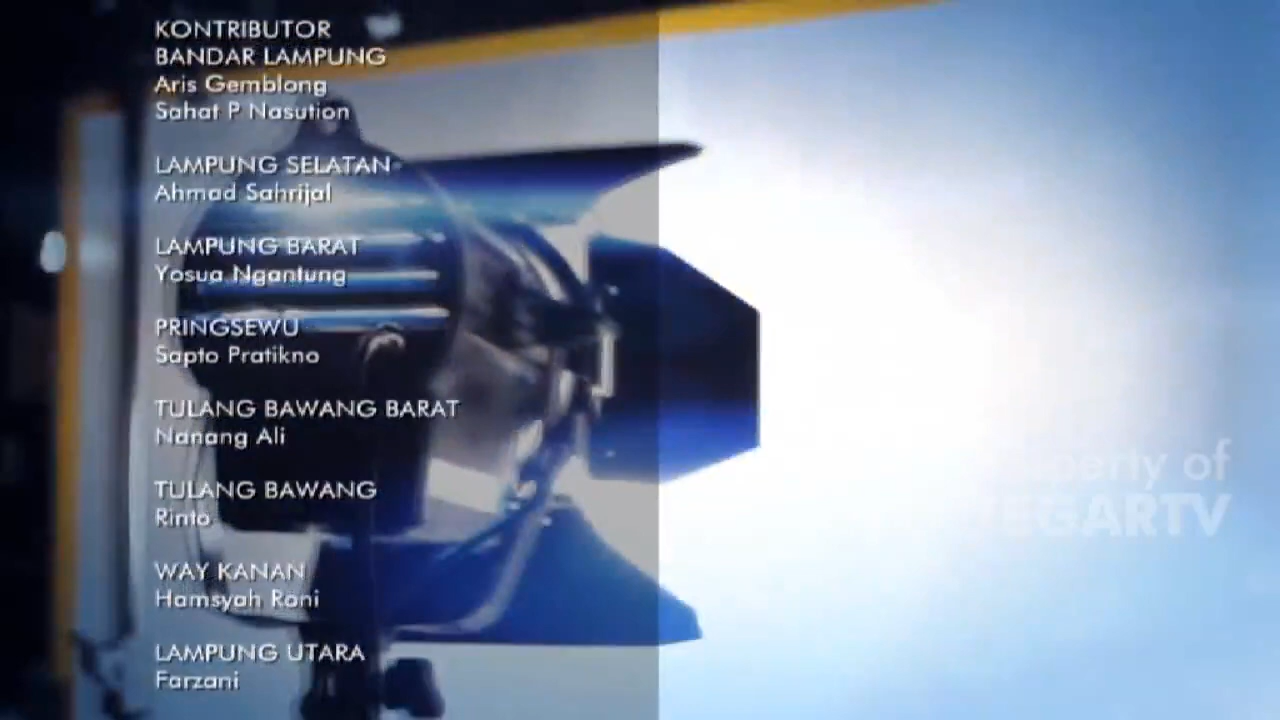 KONTRIBUTOR
BANDAR LAMPUNG
Aris Gemblong
Sahat P Nasution
LAMPUNG SELATAN
Ahmad Sahrijal
LAMPUNG BARAT
Yosua Ngantung
PRINGSEWU
Sapto Pratikno
TULANG BAWANG BARAT
Nanang Ali
TULANG BAWANG
Rinto
WAY KANAN
Hamsyah Roni
LAMPUNG UTARA
Farzani
of